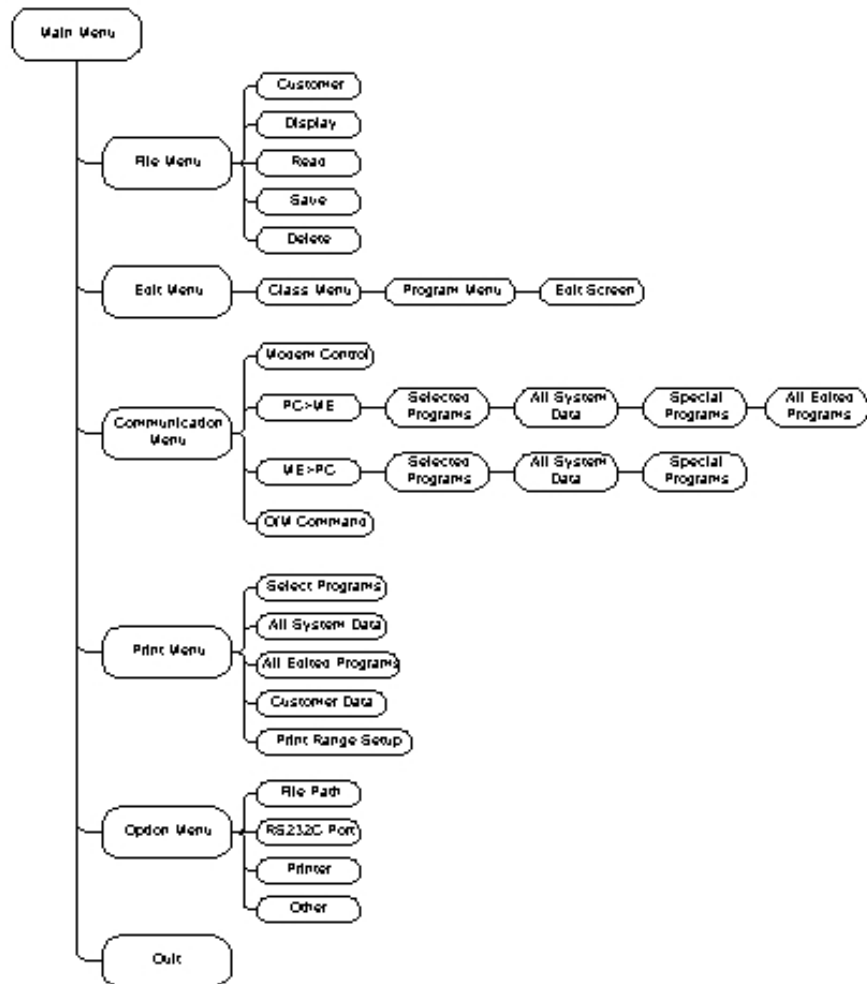 Main Menu
Customer
Display
File Menu
Read
Save
Delete
Edit Menu
Class Menu
Program Menu
Edit Screen
Modem Control
Communication
Menu
PC>ME
Selected
Programs
All System
Data
Special
Programs
All Edited
Programs
ME>PC
Selected
Programs
All System
Data
Special
Programs
O/M Command
Select Programs
All System Data
Print Menu
All Edited Programs
Customer Data
Print Range Setup
File Path
Option Menu
RS232C Port
Printer
Other
Quit